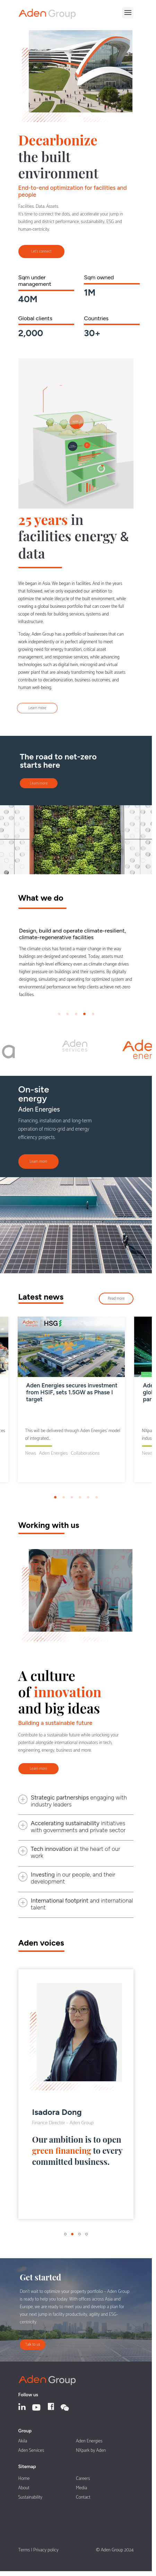 Aden Group
Decarbonize
the built
environment
End-to-end optimization for facilities and
people
Facilities. Data. Assets.
It's time to connect the dots, and accelerate your jump in
building and district performance, sustainability, ESG and
human centricity.
Let's connect
Sqm under
management
40M
Sqm owned
1M
Global clients
2,000
Countries
30+
25 years in
facilities energy &
data
We began in Asia. We began in facilities. And in the years
that followed, we've only expanded our ambition to
optimize the whole lifecycle of the built environment, while
creating a global business portfolio that can cover the full
scope of needs for building services, systems and
infrastructure.
Today, Aden Group has a portfolio of businesses that can
work independently or in perfect alignment to meet
growing need for energy transition, critical asset
management, and responsive services, while advancing
technologies such as digital twin, microgrid and virtual
power plant that are already transforming how built assets
contribute to decarbonization, business operations, and
human well-being.
Learn more
The road to net-zero
starts here
Learn more
What we do
Design, build and operate climate-resilient,
climate-regenerative facilities
The climate crisis has forced a major change in the way
buildings are designed and operated. Today, systems
must sustain high-level efficiency even as climate change drives
higher pressure on buildings and their systems. By digitally
designing, simulating and operating an optimized system and
monitoring performance we help clients achieve net-zero
facilities.
a
Aden
SERVICES
Aden
ener
On-site
energy
Aden Energies
Financing, installation and long-term
operation of micro-grid and energy
efficiency projects.
Learn more
Latest news
Read more
Aden Energies
HSG
Aden Energies secures investment
from HSIF, sets 1.5GW as Phase I
target
This will be delivered through Aden Energies' model
of integrated..
News, Aden Energies, Collaborations
Ade
glo
par
es
News
Working with us
A culture
of innovation
and big ideas
Building a sustainable future
Contribute to a sustainable future while unlocking your
potential alongside international innovators in tech,
engineering, energy, business and more.
Learn more
Strategic partnerships engaging with
industry leaders
Accelerating sustainability initiatives
with governments and private sector
Tech innovation at the heart of our
work
Investing in our people, and their
development
International footprint and international
talent
Aden voices
Isadora Dong
Finance Director - Aden Group
Our ambition is to open
green financing to every
committed business.
Get started
Don't wait to optimize your property portfolio - Aden Group
is ready to help you today. With offices across Asia and
Europe, we are ready to meet you and develop a plan for
your next jump in facility productivity, agility, and ESG-
centricity.
Talk to us
Aden Group
Follow us
Group
Akila
Aden Energies
Aden Services
NXpark by Aden
Sitemap
Home
Careers
About
Media
Sustainability
Contact
Terms | Privacy policy
© Aden Group 2024